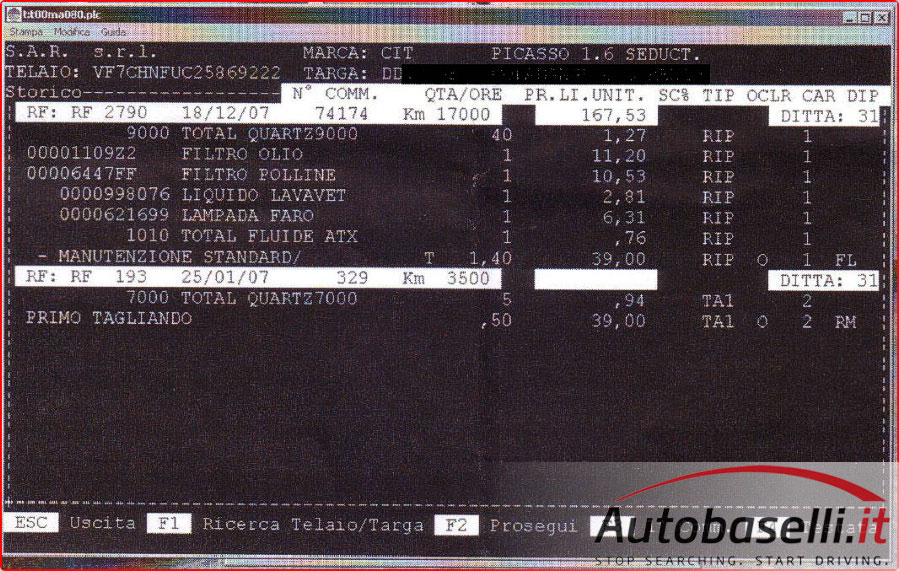 t:t00ma080.plc
Stampa Modifica Guida
S.A.R. s.r.l. MARCA: CIT PICASSO 1.6 SEDUCT.
TELAIO: VF7CHNFUC25869222 TARGA: DD
Storico N° COMM. QTA/ORE PR.LI.UNIT. SC% TIP OCLR CAR DIP
RF: RF 2790 18/12/07 74174 Km 17000 167,53 DITTA: 31
9000 TOTAL QUARTZ9000 40 1,27 RIP 1
00001109Z2 FILTRO OLIO 1 11,20 RIP 1
00006447FF FILTRO POLLINE 1 10,53 RIP 1
0000998076 LIQUIDO LAVAVET 1 2,81 RIP 1
0000621699 LAMPADA FARO 1 6,31 RIP 1
1010 TOTAL FLUIDE ATX 1 ,76 RIP 1
- MANUTENZIONE STANDARD/ T 1,40 39,00 RIP O 1 FL
RF: RF 193 25/01/07 329 Km 3500 DITTA: 31
7000 TOTAL QUARTZ7000 5 ,94 TA1 2
PRIMO TAGLIANDO ,50 39,00 TA1 O 2 RM
ESC Uscita F1 Ricerca Telaio/Targa F2 Prosegui
Autobaselli.it
STOP SEARCHING. START DRIVING.